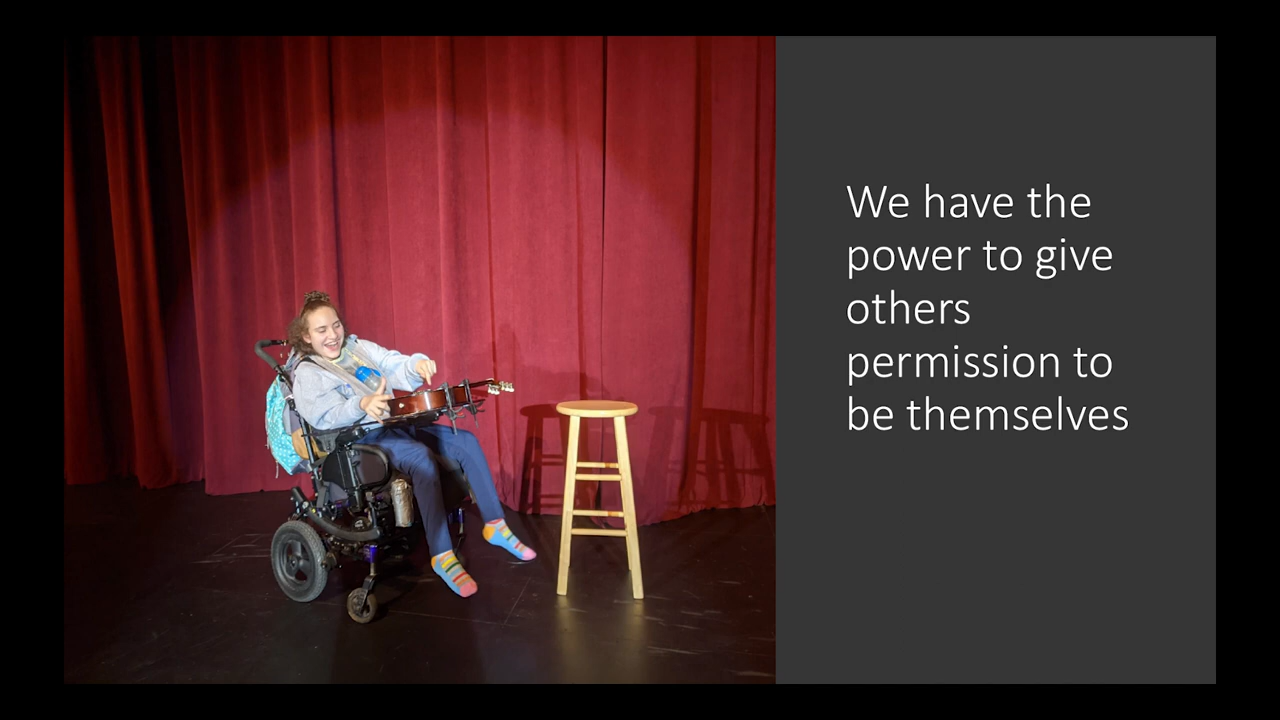 We have the
power to give
others
permission to
be themselves